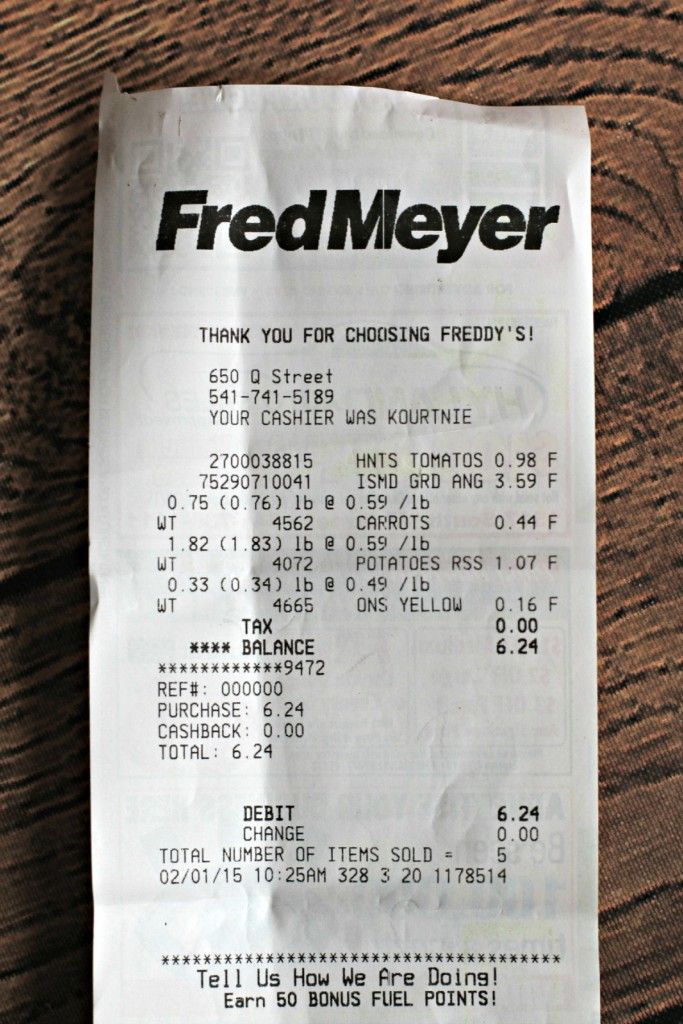 FredMeyer
THANK YOU FOR CHOOSING FREDDY'S!
650 Q Street
541-741-5189
YOUR CASHIER WAS KOURTNIE
2700038815 HNTS TOMATOS 0.98 F
75290710041 ISMD GRD ANG 3.59 F
0.75 (0.76) lb @ 0.59 /lb
WT 4562 CARROTS 0.44 F
1.82 (1.83) lb @ 0.59 /lb
WT 4072 POTATOES RSS 1.07 F
0.33 (0.34) lb @ 0.49 /lb
WT 4665 ONS YELLOW 0.16 F
TAX 0.00
**** BALANCE 6.24
************9472
REF#: 000000
PURCHASE: 6.24
CASHBACK: 0.00
TOTAL: 6.24
DEBIT 6.24
CHANGE 0.00
TOTAL NUMBER OF ITEMS SOLD = 5
02/01/15 10:25AM 328 3 20 1178514
****************************************
Tell Us How We Are Doing!
Earn 50 BONUS FUEL POINTS!